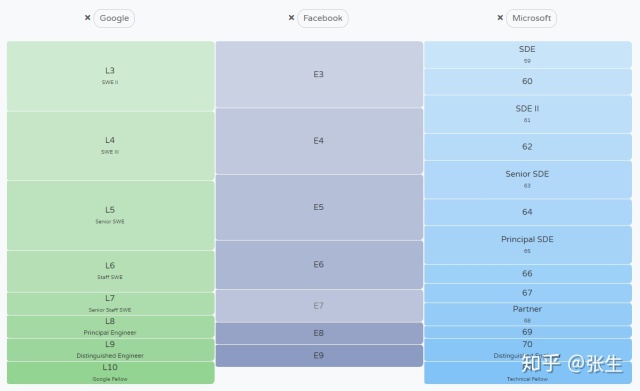 × Google
× Facebook
× Microsoft
L3
SWE II
L4
SWE III
L5
Senior SWE
L6
Staff SWE
L7
Senior Staff SWE
L8
Principal Engineer
L9
Distinguished Engineer
L10
Google Fellow
E3
E4
E5
E6
E7
E8
E9
SDE
59
60
SDE II
61
62
Senior SDE
63
64
Principal SDE
65
66
67
Partner
68
69
70
Technical Fellow
知乎 @张生